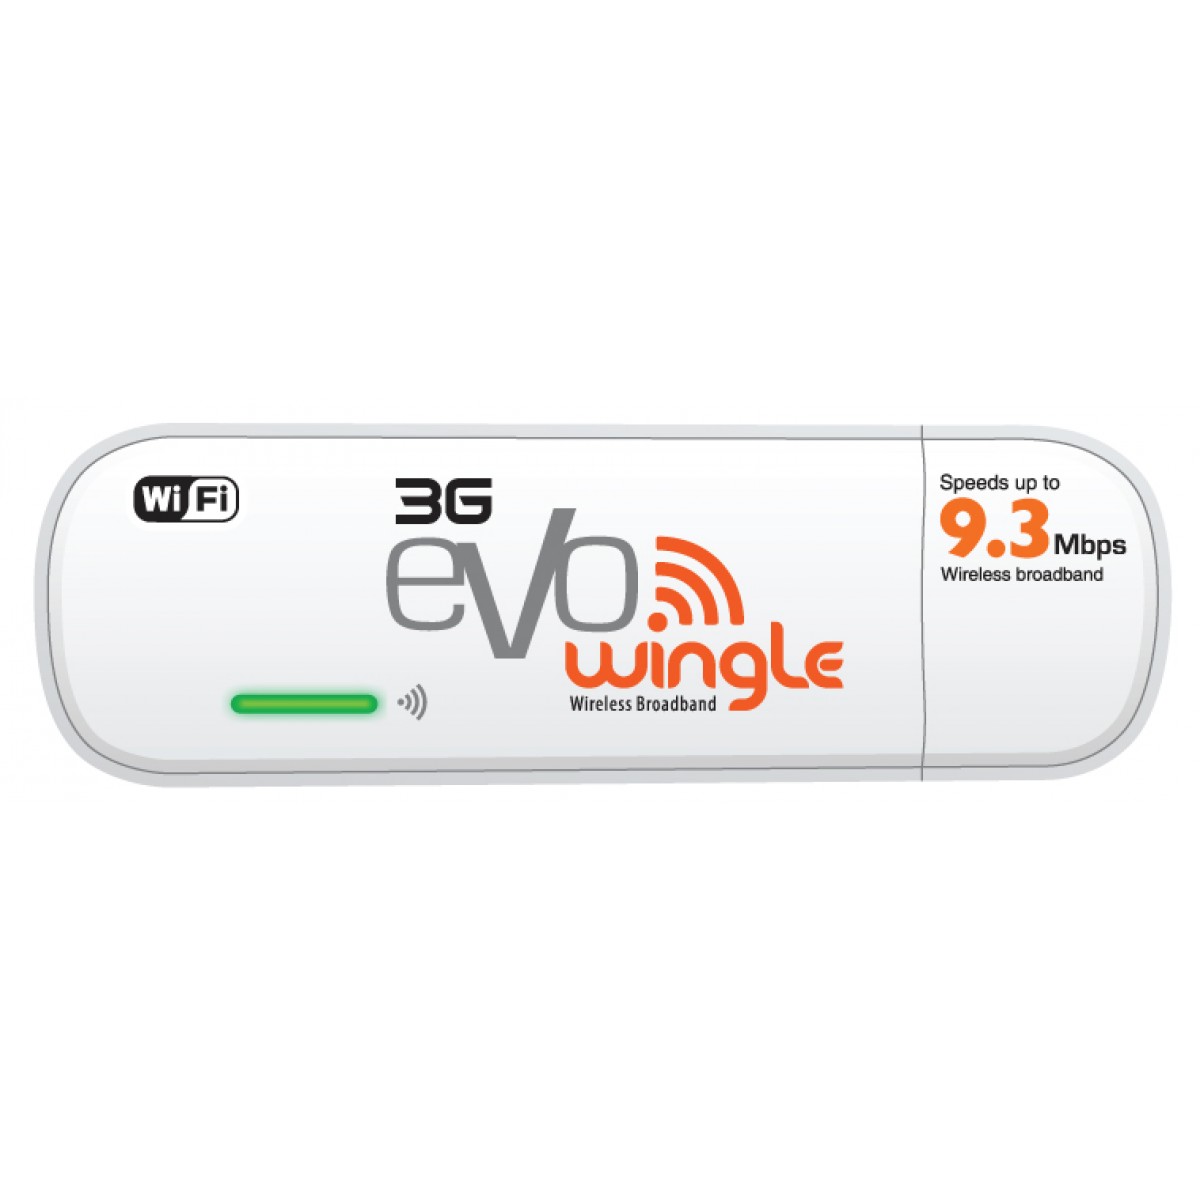 WiFi
3G
evo
wingle
Wireless Broadband
Speeds up to
9.3 Mbps
Wireless broadband